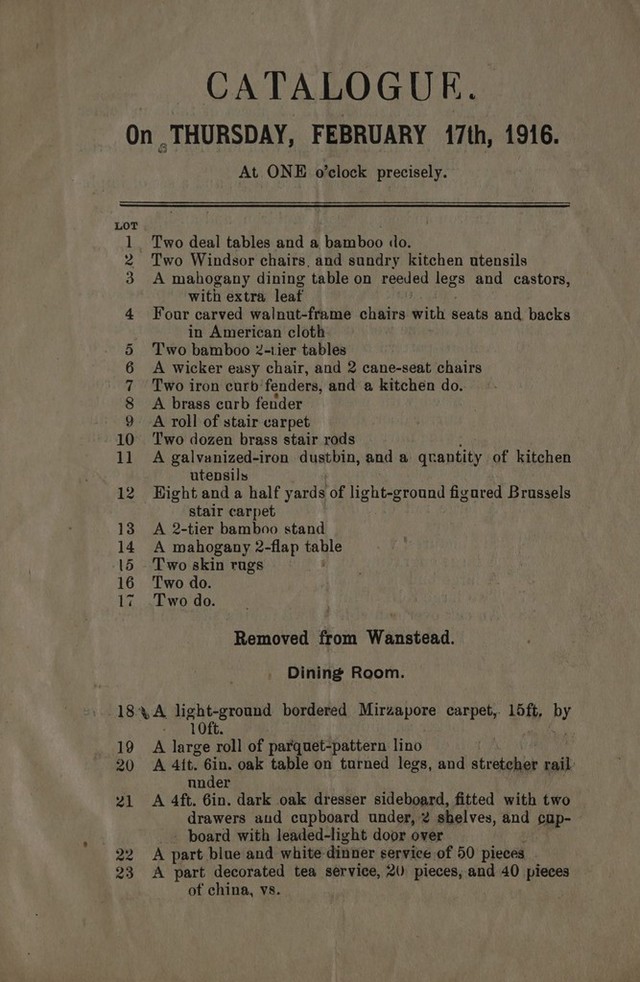 CATALOGUE.
On THURSDAY, FEBRUARY 17th, 1916.
At ONE o'clock precisely.
LOT
1 Two deal tables and a bamboo do.
2 Two Windsor chairs, and sundry kitchen utensils
3 A mahogany dining table on reeded legs and castors,
with extra leaf
4 Four carved walnut-frame chairs with seats and backs
in American cloth
5 Two bamboo 2-tier tables
6 A wicker easy chair, and 2 cane-seat chairs
7 Two iron curb fenders, and a kitchen do.
8 A brass curb fender
9 A roll of stair carpet
10 Two dozen brass stair rods
11 A galvanized-iron dustbin, and a quantity of kitchen
utensils
12 Eight and a half yards of light-ground figured Brussels
stair carpet
13 A 2-tier bamboo stand
14 A mahogany 2-flap table
15 Two skin rugs
16 Two do.
17 Two do.
Removed from Wanstead.
Dining Room.
18 A light-ground bordered Mirzapore carpet, 15ft. by
10ft.
19 A large roll of parquet-pattern lino
20 A 4ft. 6in. oak table on turned legs, and stretcher rail
nnder
21 A 4ft. 6in. dark oak dresser sideboard, fitted with two
drawers and cupboard under, 2 shelves, and cup-
board with leaded-light door over
22 A part blue and white dinner service of 50 pieces
23 A part decorated tea service, 20 pieces, and 40 pieces
of china, vs.